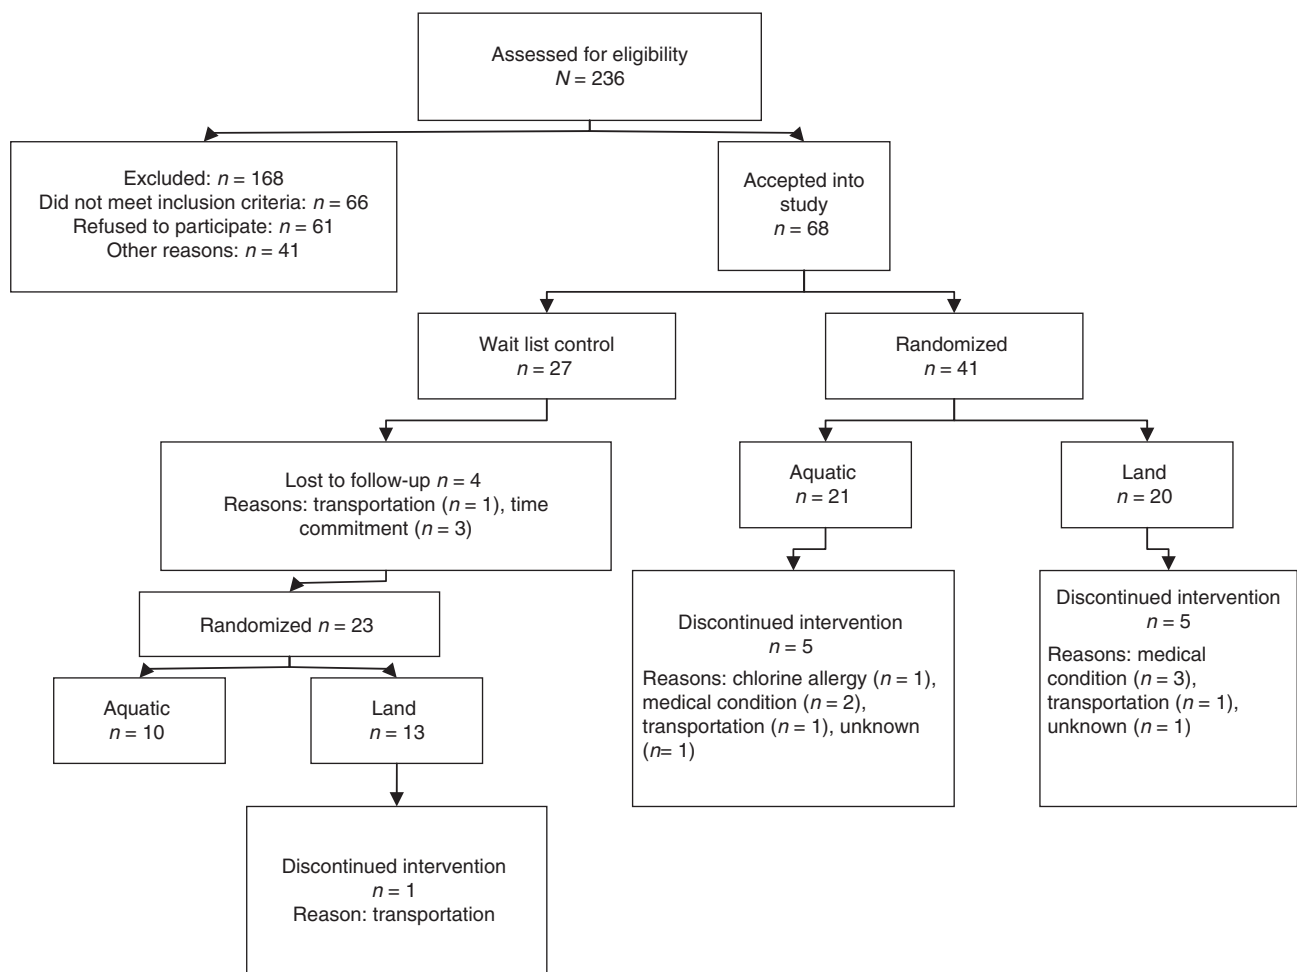 Assessed for eligibility
N = 236
Excluded: n = 168
Did not meet inclusion criteria: n = 66
Refused to participate: n = 61
Other reasons: n = 41
Accepted into
study
n = 68
Wait list control
n = 27
Randomized
n = 41
Lost to follow-up n = 4
Reasons: transportation (n = 1), time
commitment (n = 3)
Aquatic
n = 21
Land
n = 20
Randomized n = 23
Discontinued intervention
n = 5
Reasons: chlorine allergy (n = 1),
medical condition (n = 2),
transportation (n = 1), unknown
(n= 1)
Discontinued intervention
n = 5
Reasons: medical
condition (n = 3),
transportation (n = 1),
unknown (n = 1)
Aquatic
n = 10
Land
n = 13
Discontinued intervention
n = 1
Reason: transportation